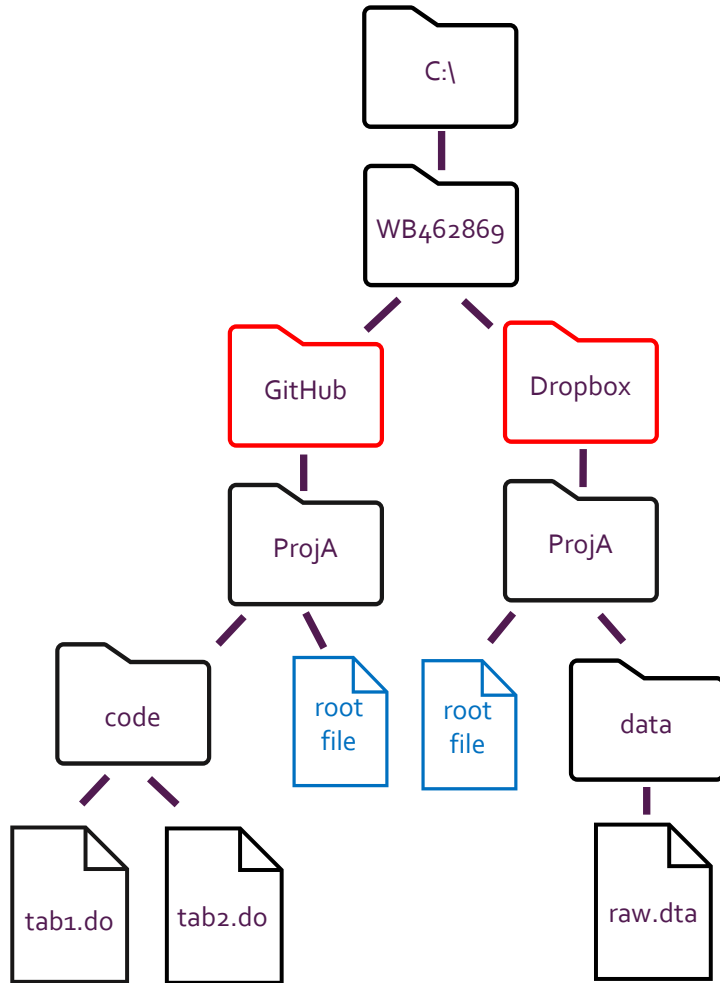 C:\
WB462869
GitHub
Dropbox
ProjA
ProjA
code
root
file
root
file
data
tab1.do
tab2.do
raw.dta